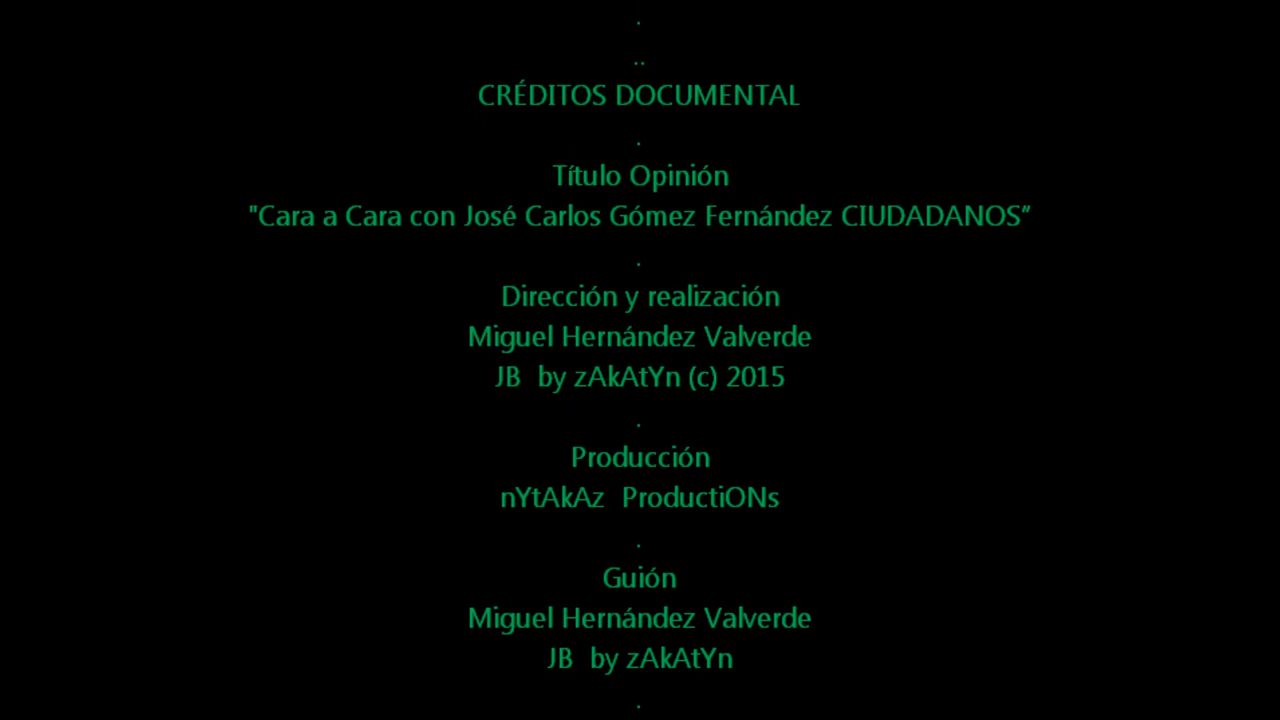 .
..
CRÉDITOS DOCUMENTAL
.
Título Opinión
"Cara a Cara con José Carlos Gómez Fernández CIUDADANOS”
.
Dirección y realización
Miguel Hernández Valverde
JB  by zAkAtYn (c) 2015
.
Producción
nYtAkAz  ProductiONs
.
Guión
Miguel Hernández Valverde
JB  by zAkAtYn
.